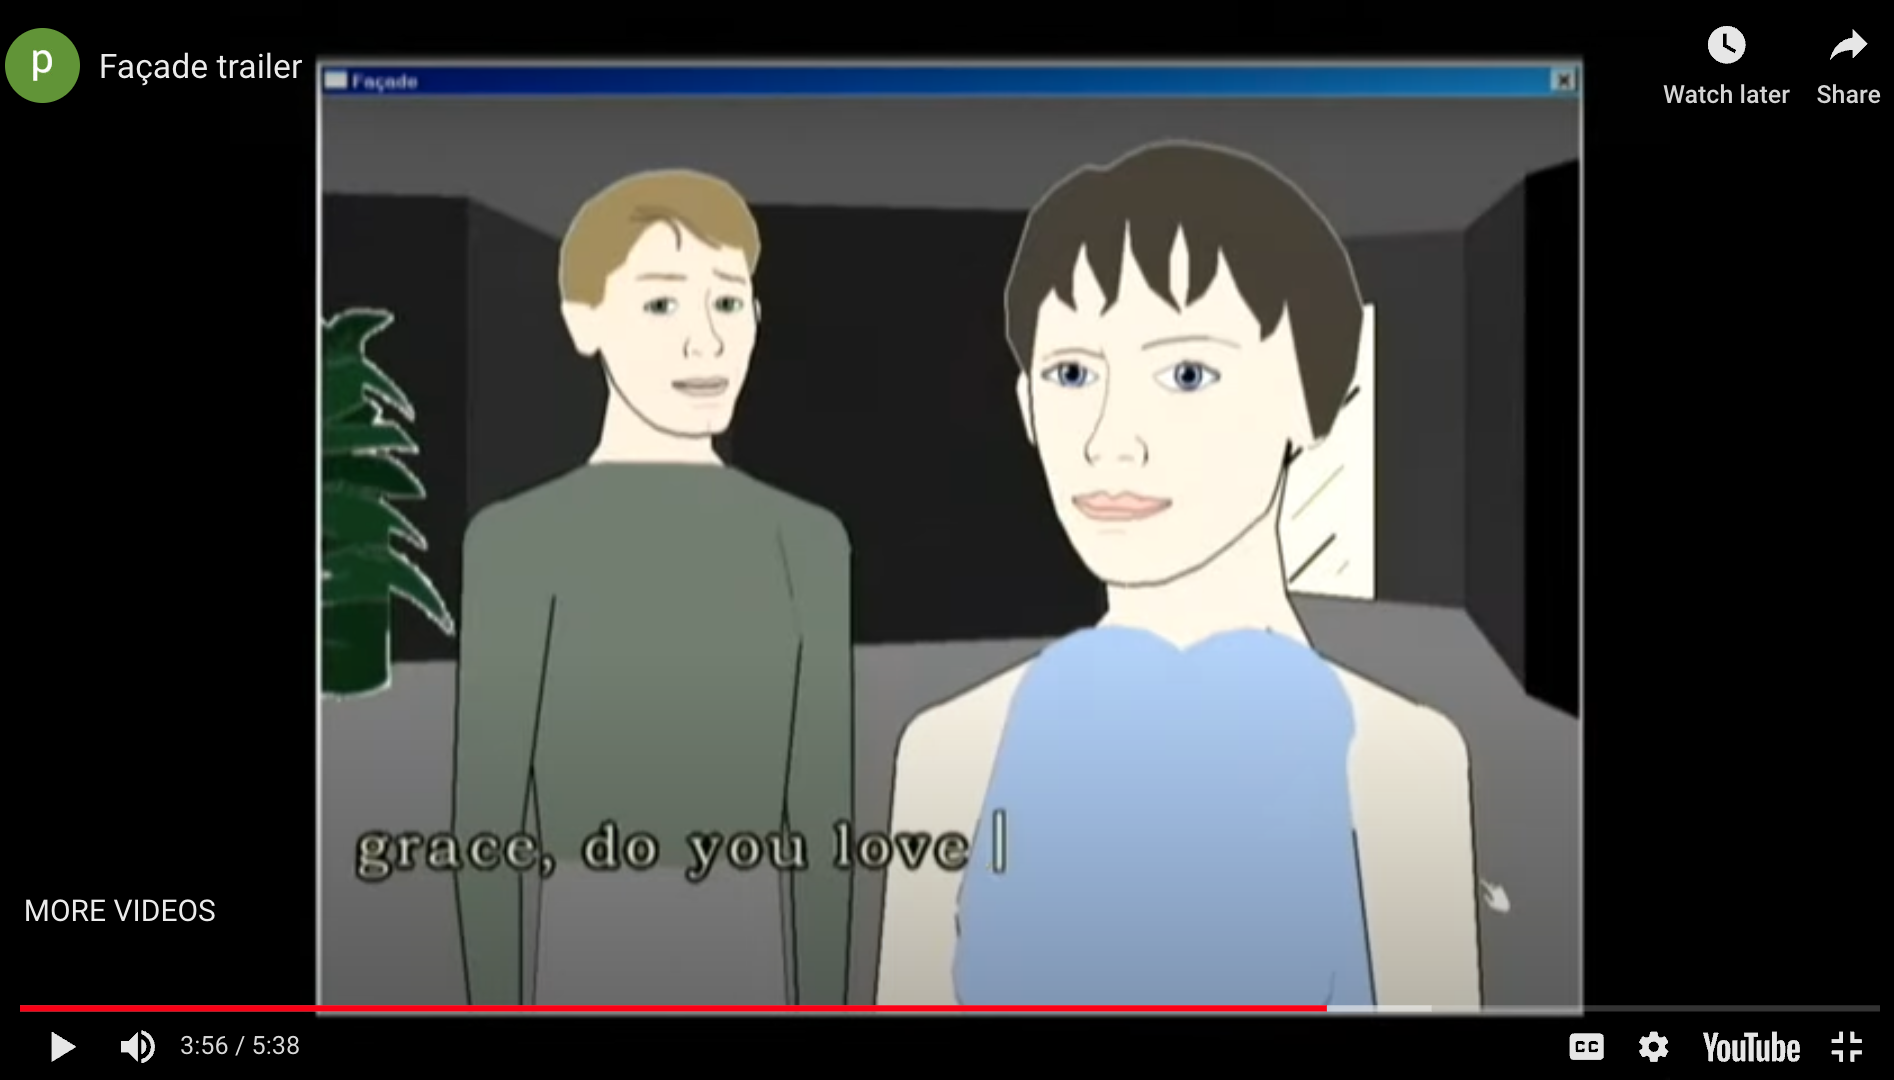 p
Façade trailer
Watch later
Share
Façade
grace, do you love
MORE VIDEOS
3:56 / 5:38
CC
YouTube